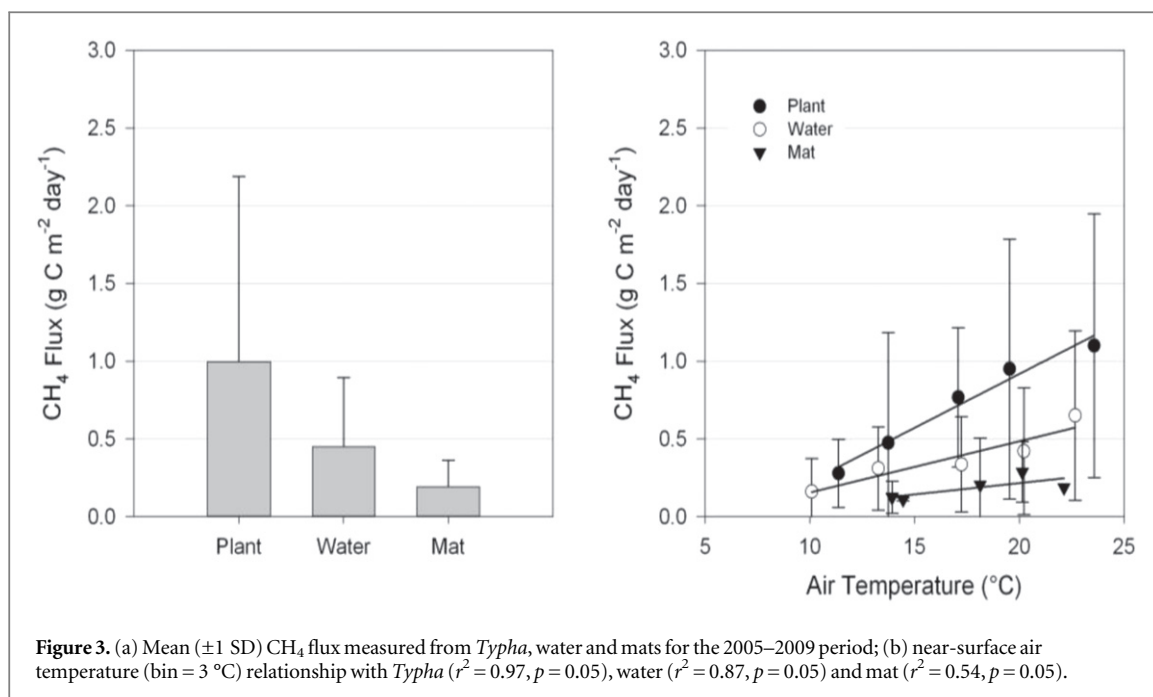 3.0
2.5
2.0
1.5
1.0
0.5
0.0
CH₄ Flux (g C m⁻² day⁻¹)
Plant Water Mat
3.0
2.5
2.0
1.5
1.0
0.5
0.0
CH₄ Flux (g C m⁻² day⁻¹)
Plant
Water
Mat
5 10 15 20 25
Air Temperature (°C)
Figure 3. (a) Mean (±1 SD) CH₄ flux measured from Typha, water and mats for the 2005–2009 period; (b) near-surface air
temperature (bin = 3 °C) relationship with Typha (r² = 0.97, p = 0.05), water (r² = 0.87, p = 0.05) and mat (r² = 0.54, p = 0.05).